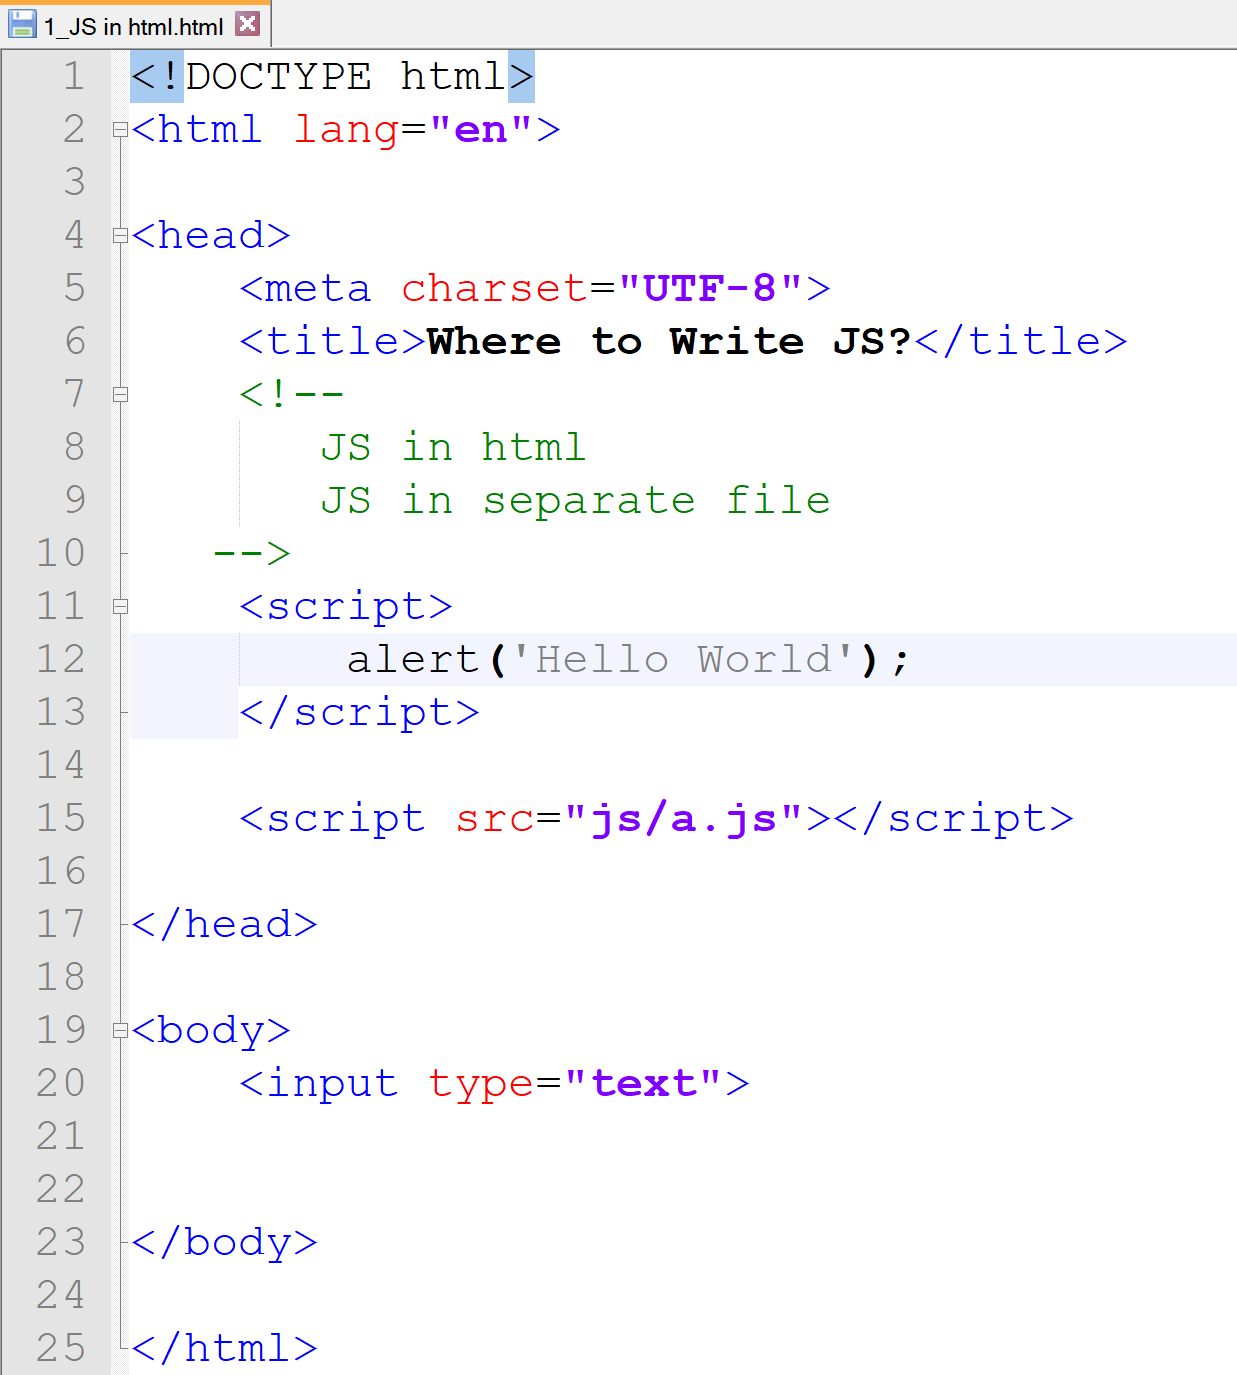 1_JS in html.html
1 <!DOCTYPE html>
2 <html lang="en">
3
4 <head>
5     <meta charset="UTF-8">
6     <title>Where to Write JS?</title>
7     <!--
8        JS in html
9        JS in separate file
10    -->
11     <script>
12         alert('Hello World');
13     </script>
14
15     <script src="js/a.js"></script>
16
17 </head>
18
19 <body>
20     <input type="text">
21
22
23 </body>
24
25 </html>